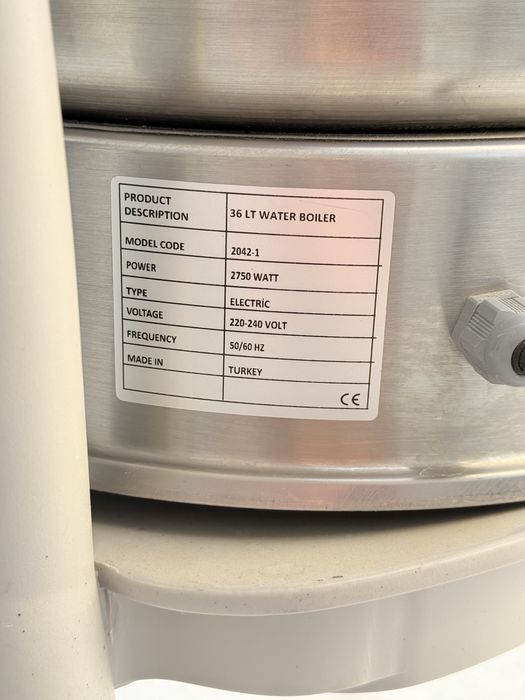 PRODUCT
DESCRIPTION 36 LT WATER BOILER
MODEL CODE 2042-1
POWER 2750 WATT
TYPE ELECTRİC
VOLTAGE 220-240 VOLT
FREQUENCY 50/60 HZ
MADE IN TURKEY
CE